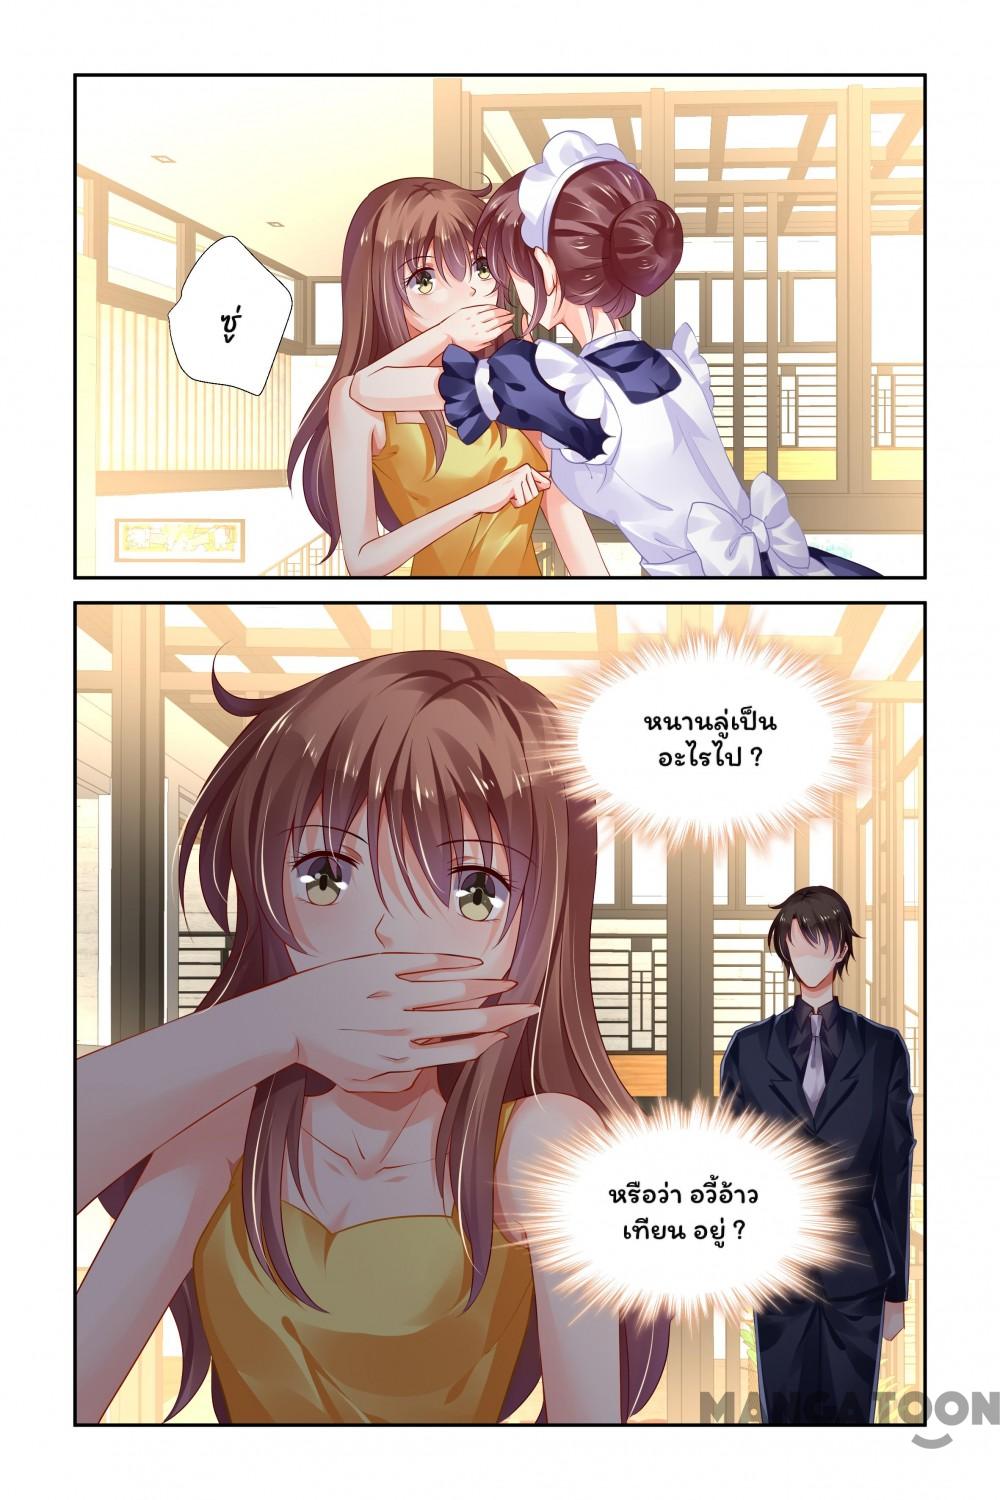 ซู่
หนานลู่เป็น
อะไรไป ?
หรือว่า อวี้อ้าว
เทียน อยู่ ?
MANGATOON